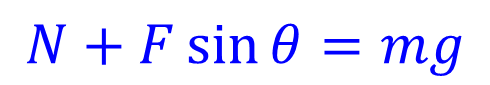 N + F sin θ = mg